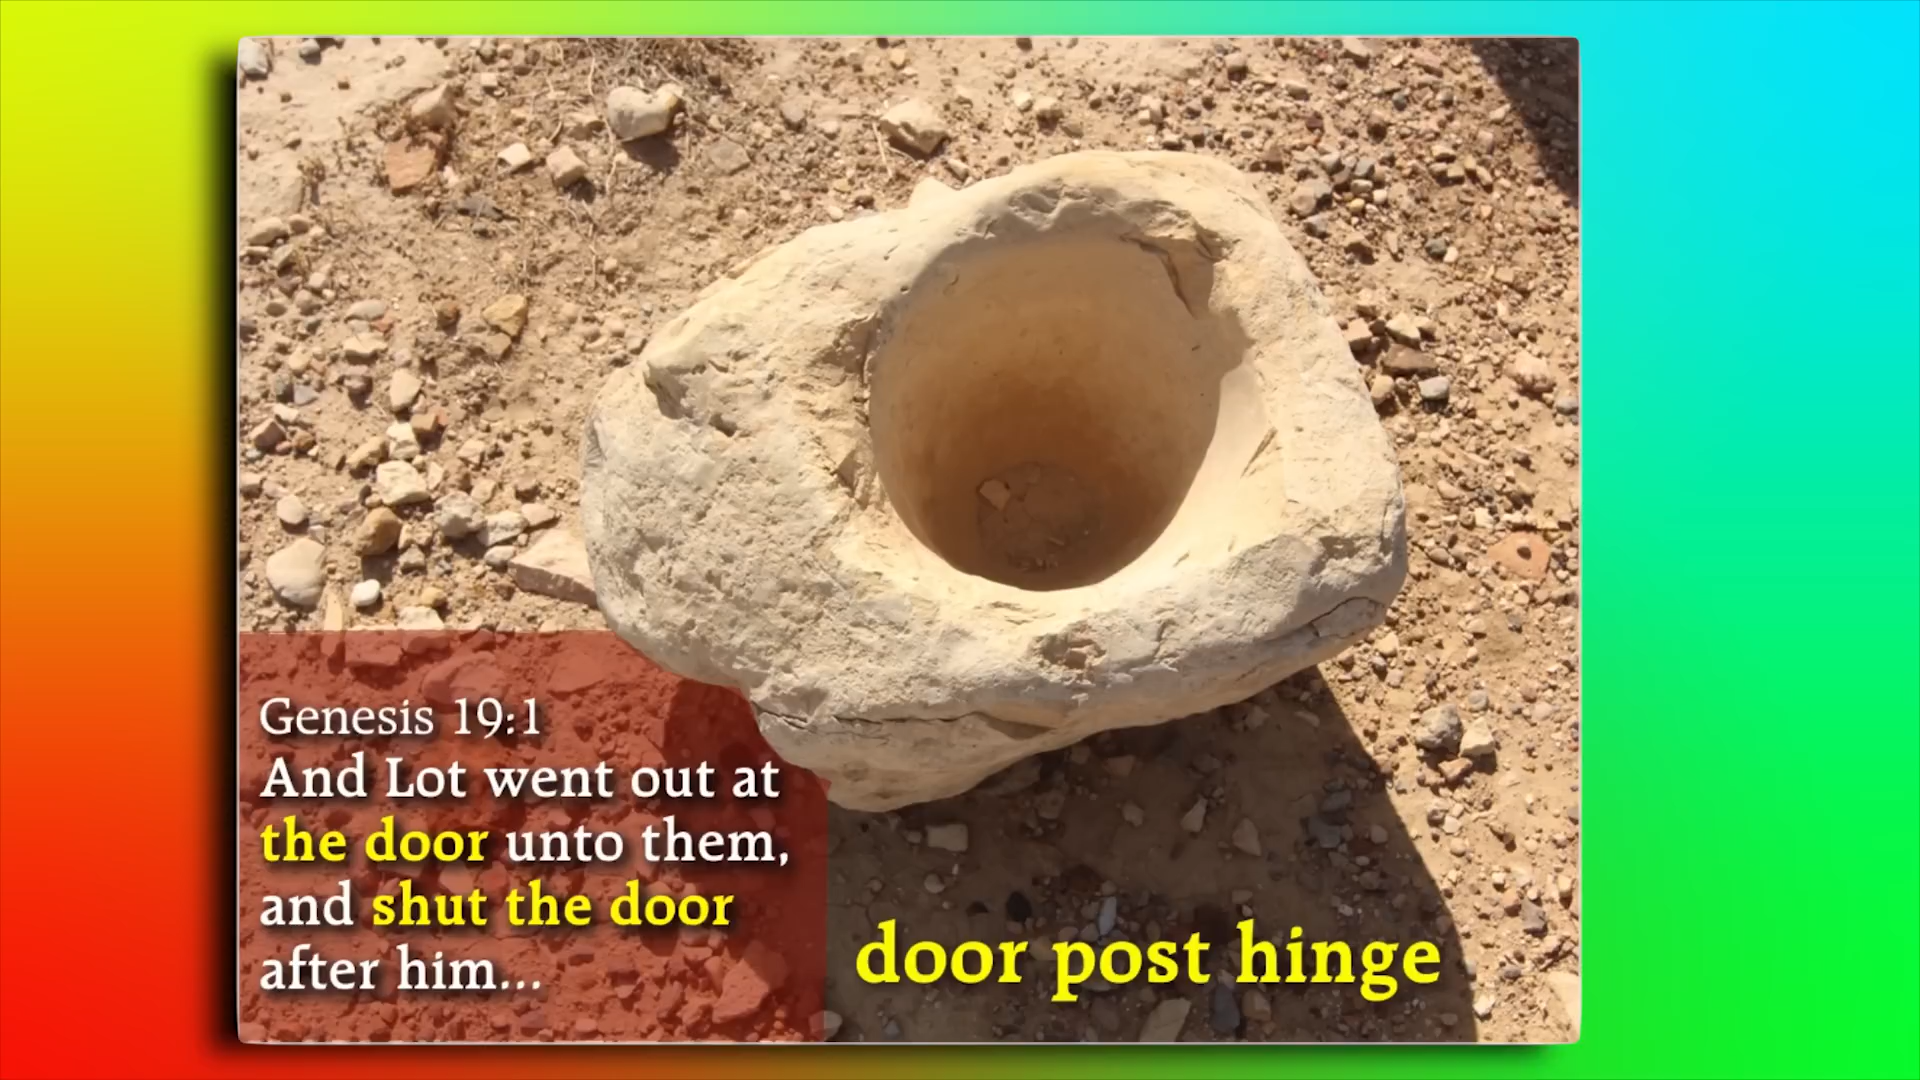 Genesis 19:1
And Lot went out at
the door unto them,
and shut the door
after him...
door post hinge